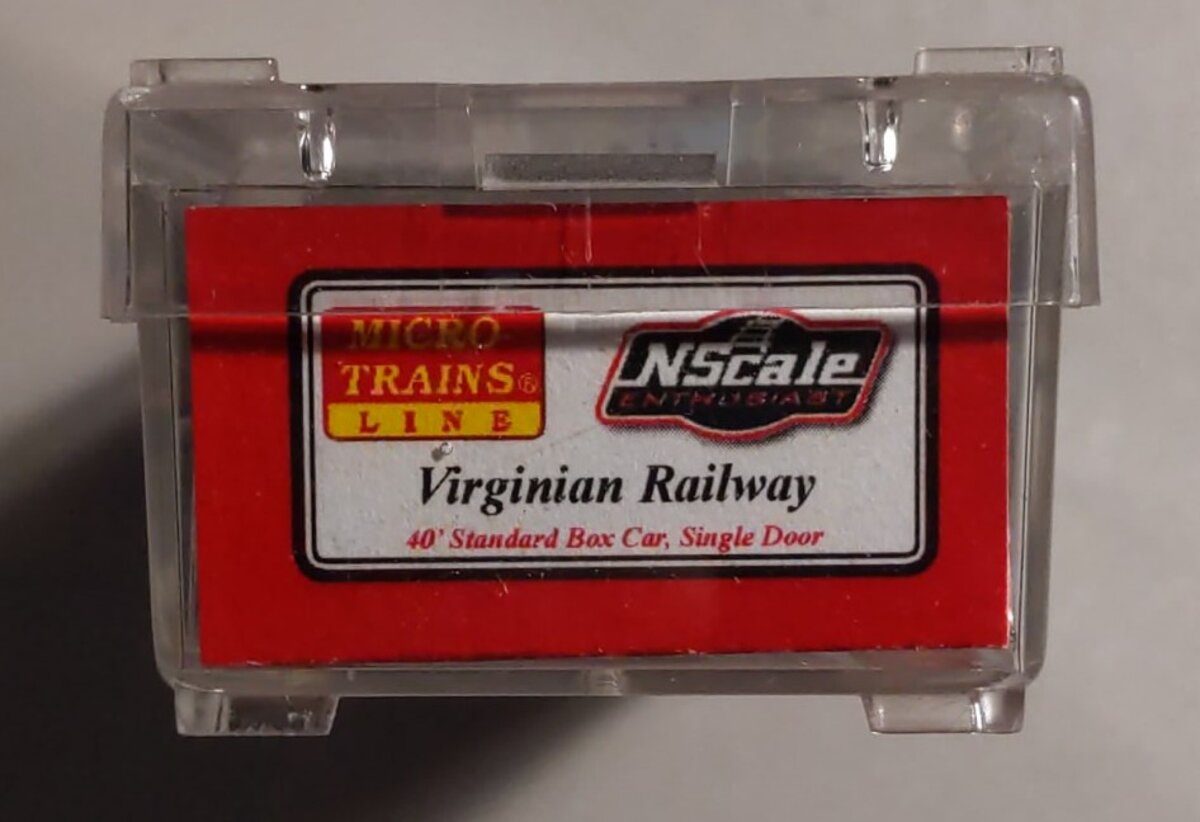 MICRO-
TRAINS®
LINE
NScale
ENTHUSIAST
Virginian Railway
40' Standard Box Car, Single Door